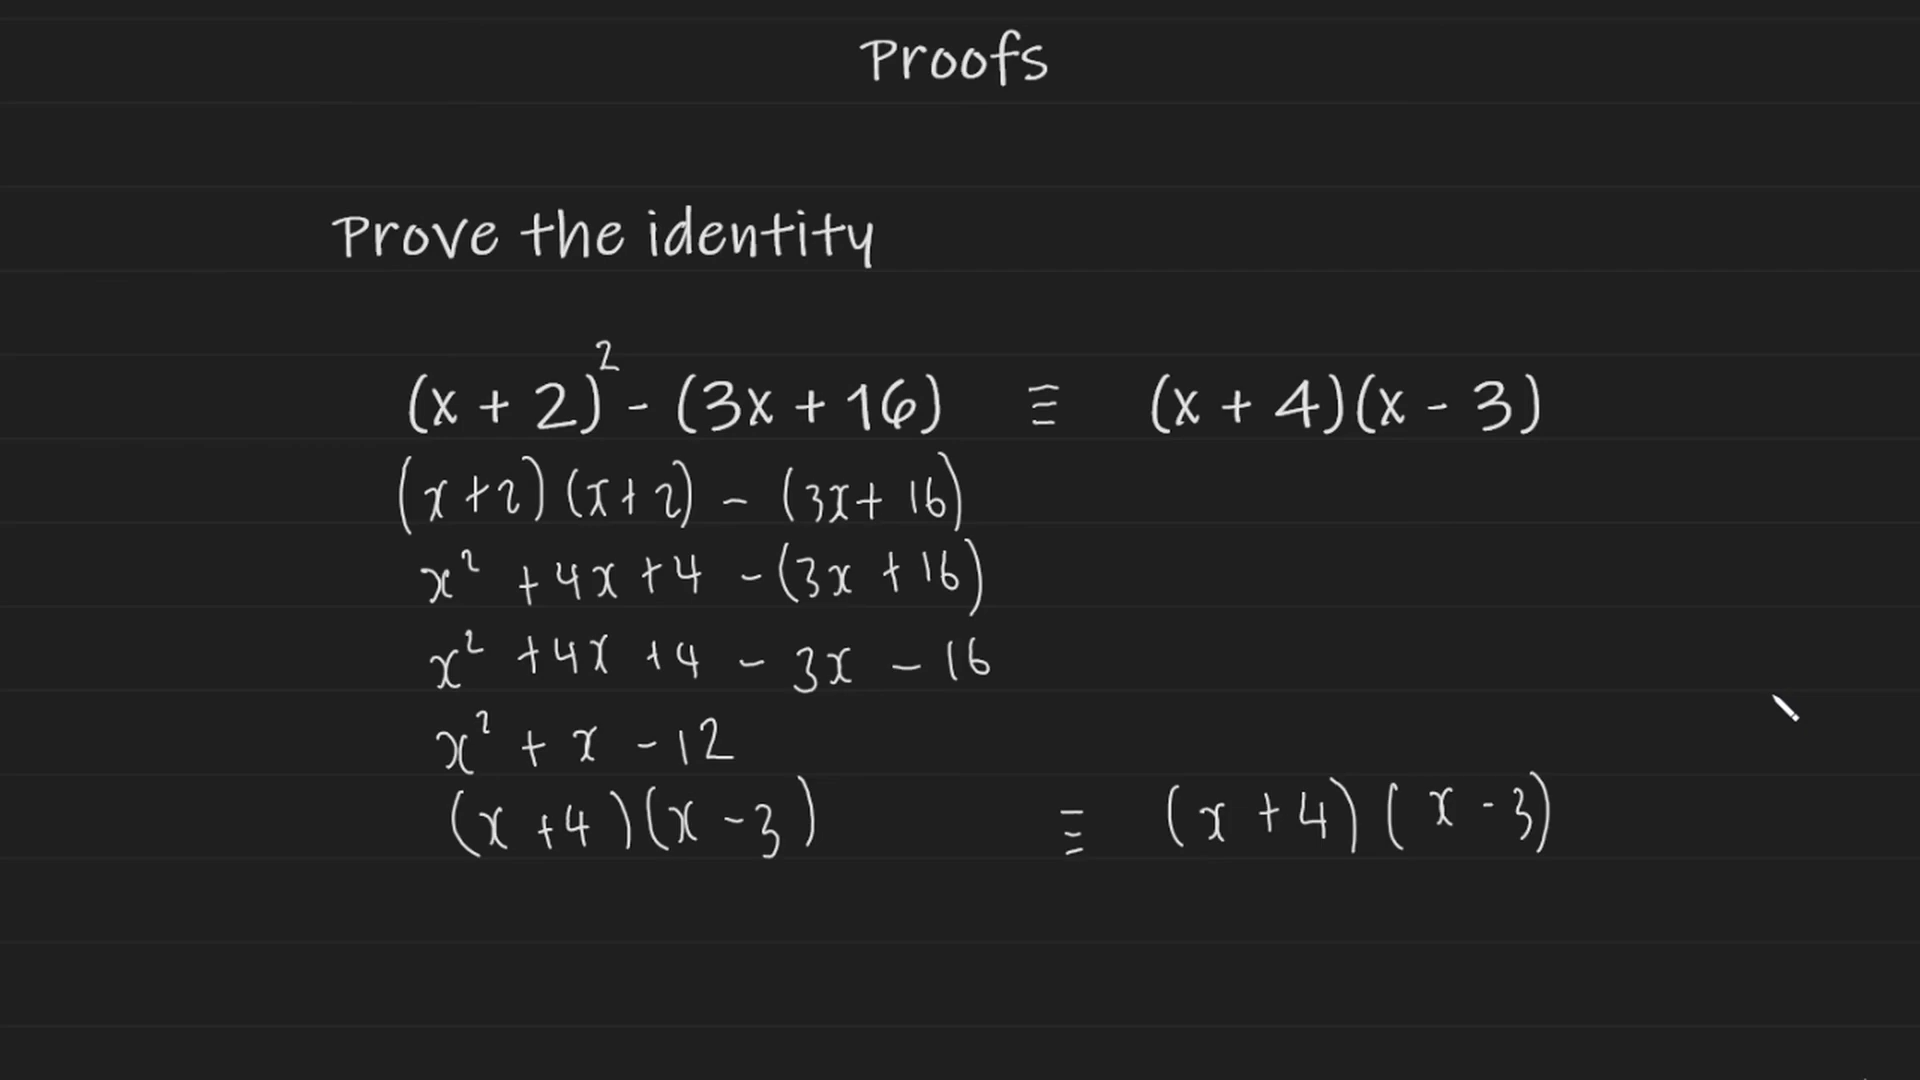 Proofs
Prove the identity
(x + 2)² - (3x + 16) ≡ (x + 4)(x - 3)
(x + 2)(x + 2) - (3x + 16)
x² + 4x + 4 - (3x + 16)
x² + 4x + 4 - 3x - 16
x² + x - 12
(x + 4)(x - 3) ≡ (x + 4)(x - 3)